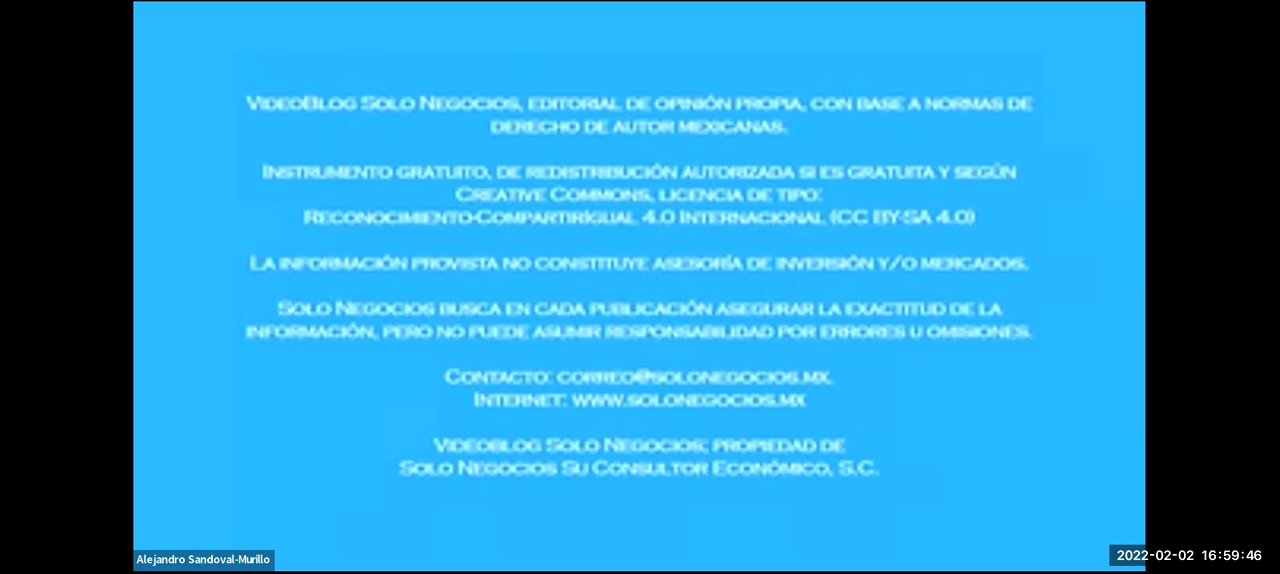 VideoBlog Solo Negocios, editorial de opinión propia, con base a normas de
derecho de autor mexicanas.
Instrumento gratuito, de redistribución autorizada si es gratuita y según
Creative Commons, licencia de tipo:
Reconocimiento-CompartirIgual 4.0 Internacional (CC BY-SA 4.0)
La información provista no constituye asesoría de inversión y/o mercados.
Solo Negocios busca en cada publicación asegurar la exactitud de la
información, pero no puede asumir responsabilidad por errores u omisiones.
Contacto: correo@solonegocios.mx
Internet: www.solonegocios.mx
Videoblog Solo Negocios; propiedad de
Solo Negocios Su Consultor Económico, S.C.
Alejandro Sandoval-Murillo
2022-02-02 16:59:46